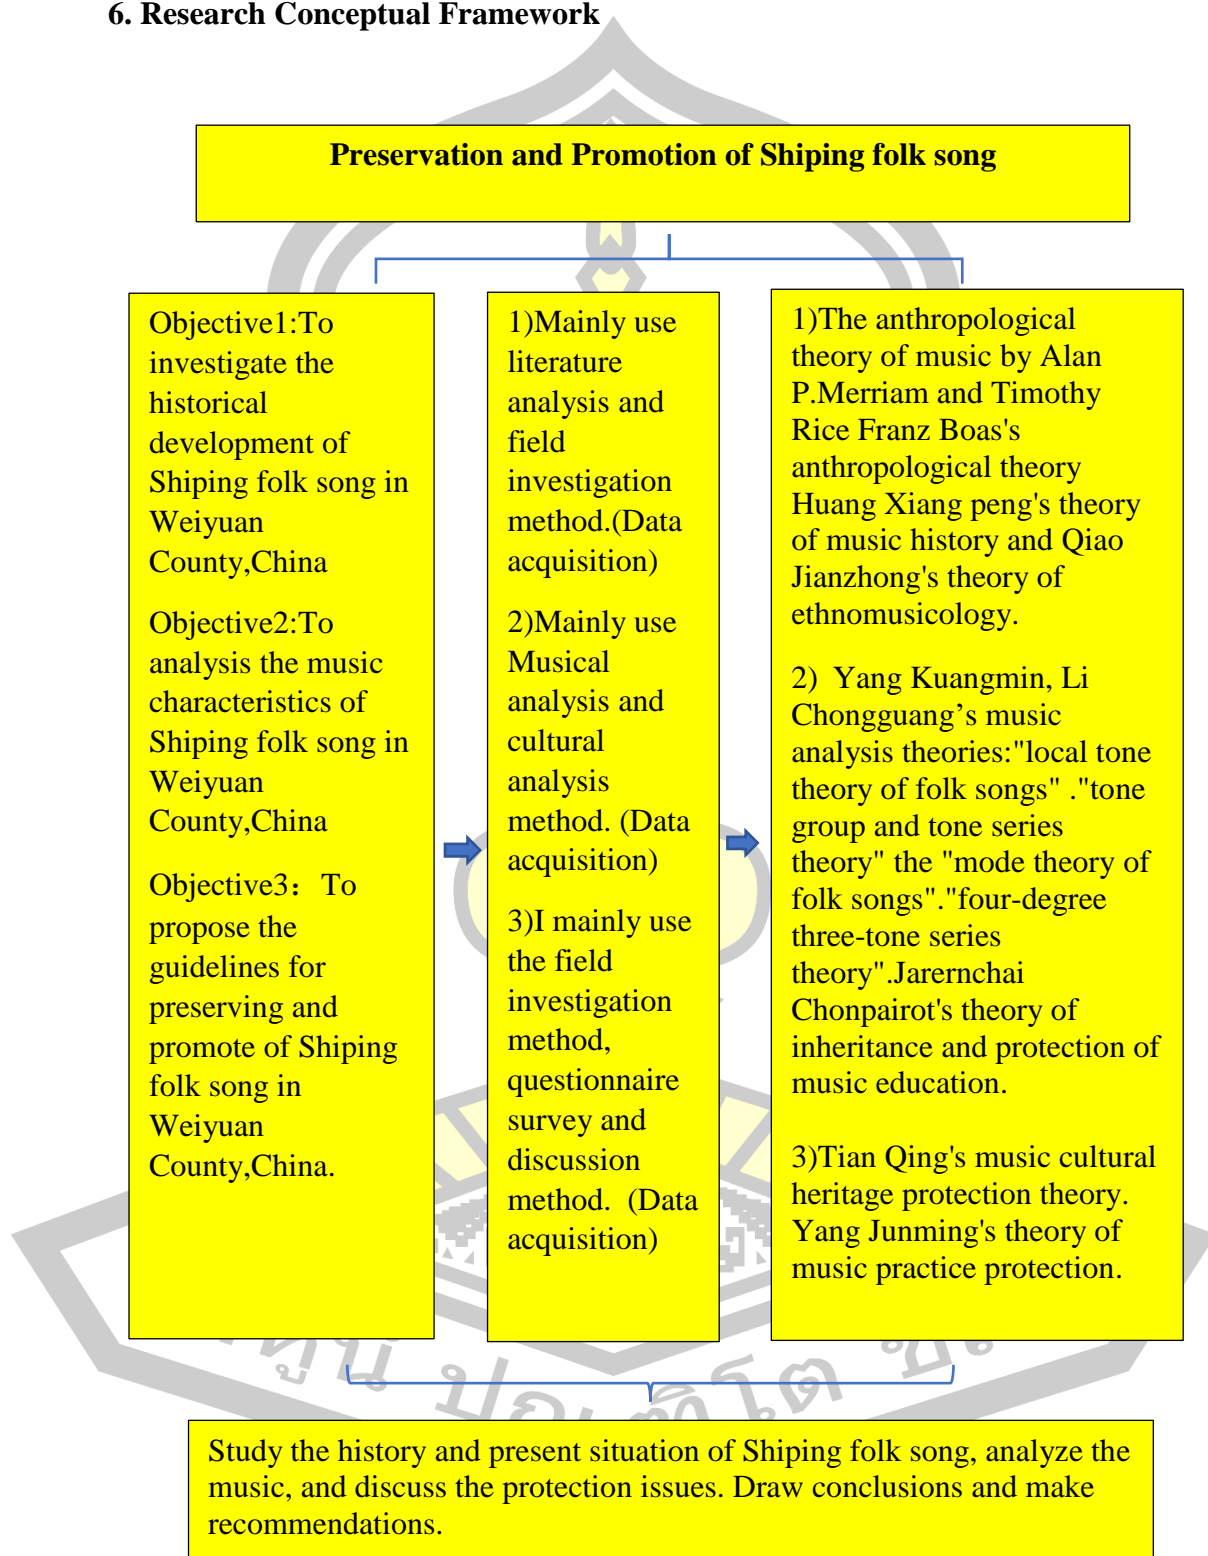 6. Research Conceptual Framework
Preservation and Promotion of Shiping folk song
Objective1:To
investigate the
historical
development of
Shiping folk song in
Weiyuan
County,China
Objective2:To
analysis the music
characteristics of
Shiping folk song in
Weiyuan
County,China
Objective3：To
propose the
guidelines for
preserving and
promote of Shiping
folk song in
Weiyuan
County,China.
1)Mainly use
literature
analysis and
field
investigation
method.(Data
acquisition)
2)Mainly use
Musical
analysis and
cultural
analysis
method. (Data
acquisition)
3)I mainly use
the field
investigation
method,
questionnaire
survey and
discussion
method. (Data
acquisition)
1)The anthropological
theory of music by Alan
P.Merriam and Timothy
Rice Franz Boas's
anthropological theory
Huang Xiang peng's theory
of music history and Qiao
Jianzhong's theory of
ethnomusicology.
2) Yang Kuangmin, Li
Chongguang’s music
analysis theories:"local tone
theory of folk songs" ."tone
group and tone series
theory" the "mode theory of
folk songs"."four-degree
three-tone series
theory".Jarernchai
Chonpairot's theory of
inheritance and protection of
music education.
3)Tian Qing's music cultural
heritage protection theory.
Yang Junming's theory of
music practice protection.
Study the history and present situation of Shiping folk song, analyze the
music, and discuss the protection issues. Draw conclusions and make
recommendations.